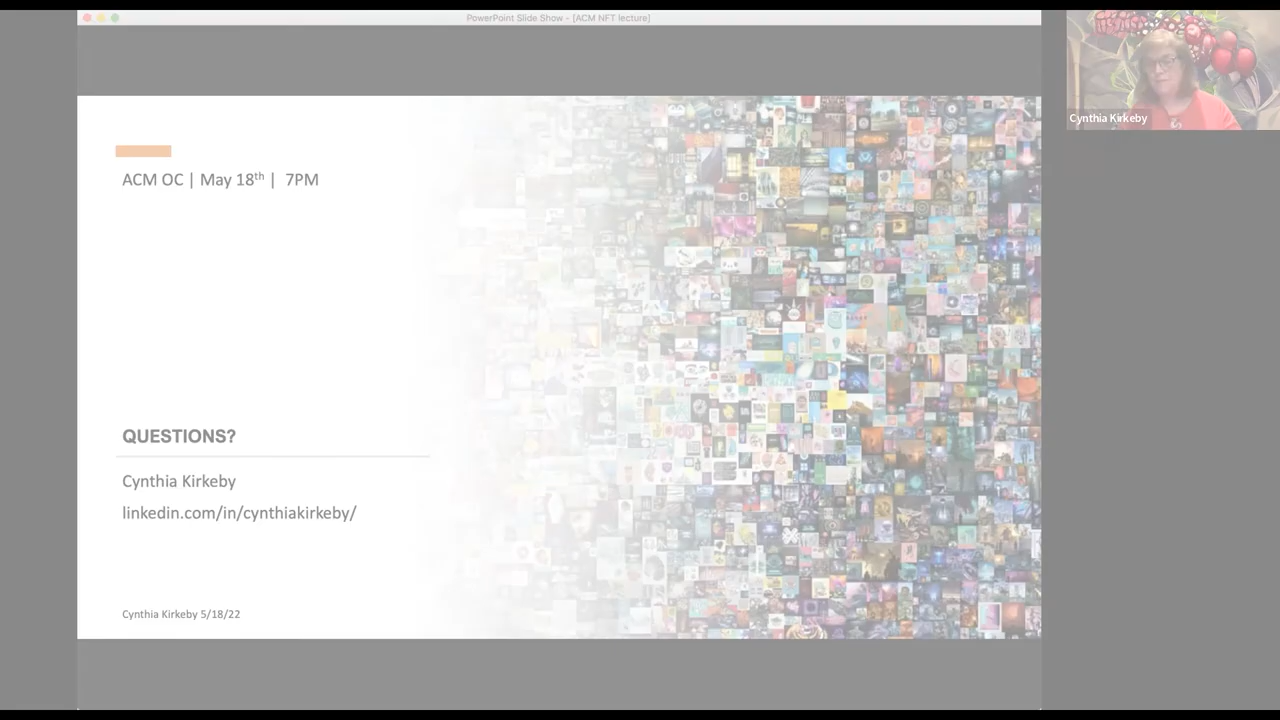 PowerPoint Slide Show - [ACM NFT lecture]
Cynthia Kirkeby
ACM OC | May 18th | 7PM
QUESTIONS?
Cynthia Kirkeby
linkedin.com/in/cynthiakirkeby/
Cynthia Kirkeby 5/18/22